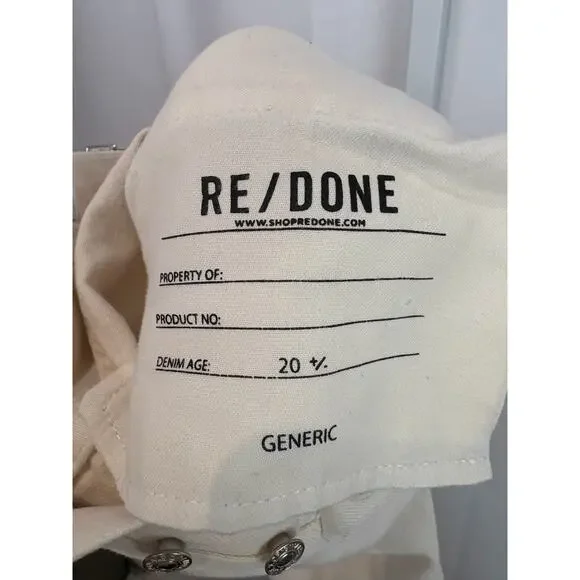 RE/DONE
WWW.SHOPREDONE.COM
PROPERTY OF:
PRODUCT NO:
DENIM AGE: 20 +/-
GENERIC